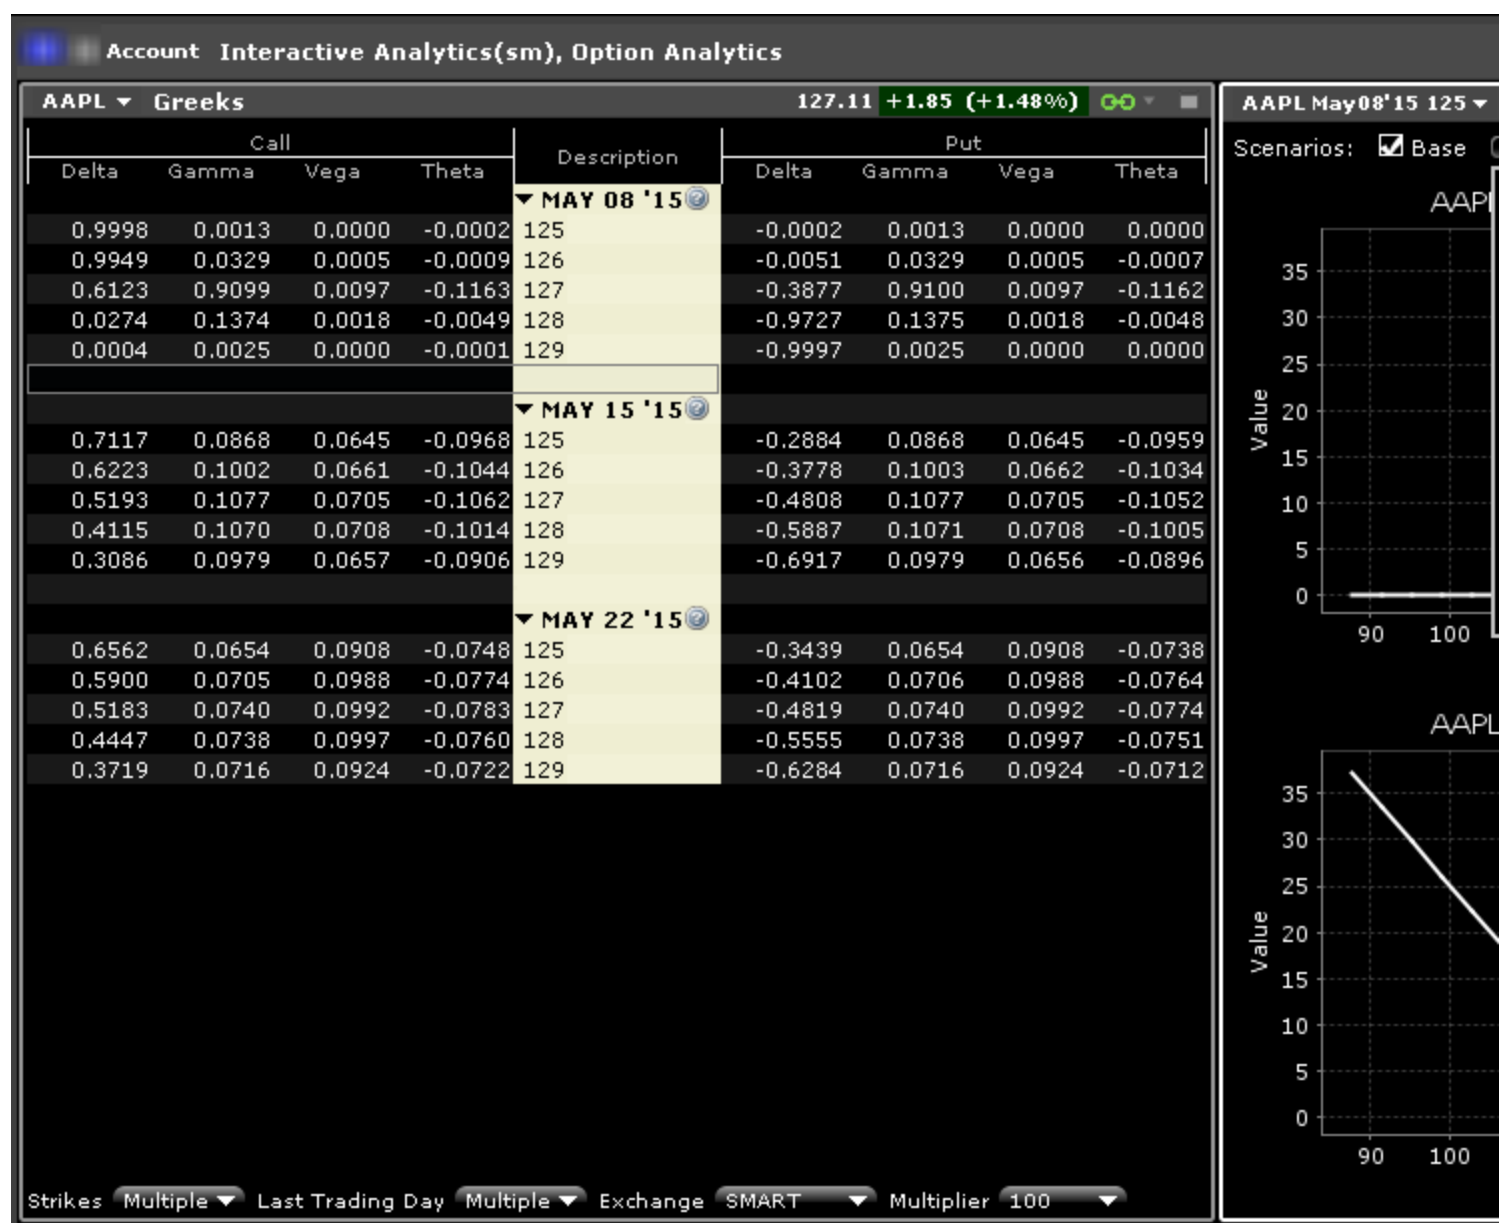 Account Interactive Analytics(sm), Option Analytics
AAPL Greeks 127.11 +1.85 (+1.48%)
Call Description Put
Delta Gamma Vega Theta Delta Gamma Vega Theta
MAY 08 '15
0.9998 0.0013 0.0000 -0.0002 125 -0.0002 0.0013 0.0000 0.0000
0.9949 0.0329 0.0005 -0.0009 126 -0.0051 0.0329 0.0005 -0.0007
0.6123 0.9099 0.0097 -0.1163 127 -0.3877 0.9100 0.0097 -0.1162
0.0274 0.1374 0.0018 -0.0049 128 -0.9727 0.1375 0.0018 -0.0048
0.0004 0.0025 0.0000 -0.0001 129 -0.9997 0.0025 0.0000 0.0000
MAY 15 '15
0.7117 0.0868 0.0645 -0.0968 125 -0.2884 0.0868 0.0645 -0.0959
0.6223 0.1002 0.0661 -0.1044 126 -0.3778 0.1003 0.0662 -0.1034
0.5193 0.1077 0.0705 -0.1062 127 -0.4808 0.1077 0.0705 -0.1052
0.4115 0.1070 0.0708 -0.1014 128 -0.5887 0.1071 0.0708 -0.1005
0.3086 0.0979 0.0657 -0.0906 129 -0.6917 0.0979 0.0656 -0.0896
MAY 22 '15
0.6562 0.0654 0.0908 -0.0748 125 -0.3439 0.0654 0.0908 -0.0738
0.5900 0.0705 0.0988 -0.0774 126 -0.4102 0.0706 0.0988 -0.0764
0.5183 0.0740 0.0992 -0.0783 127 -0.4819 0.0740 0.0992 -0.0774
0.4447 0.0738 0.0997 -0.0760 128 -0.5555 0.0738 0.0997 -0.0751
0.3719 0.0716 0.0924 -0.0722 129 -0.6284 0.0716 0.0924 -0.0712
Strikes Multiple Last Trading Day Multiple Exchange SMART Multiplier 100
AAPL May08'15 125
Scenarios: Base
AAPL
35
30
25
20
15
10
5
0
Value
90 100
AAPL
35
30
25
20
15
10
5
0
Value
90 100